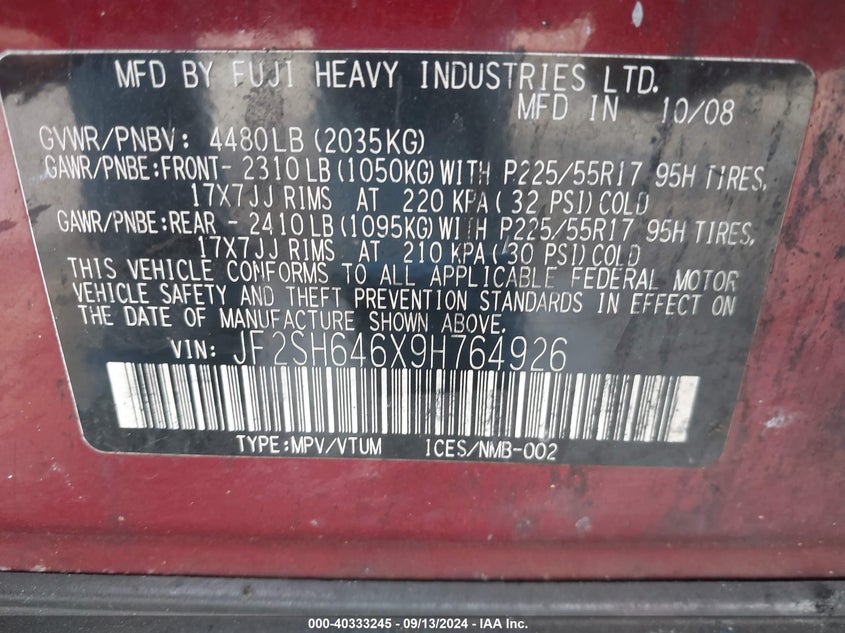 MFD BY FUJI HEAVY INDUSTRIES LTD.
MFD IN 10/08
GVWR/PNBV: 4480LB (2035KG)
GAWR/PNBE:FRONT- 2310LB(1050KG)WITH P225/55R17 95H TIRES,
17X7JJ RIMS AT 220 KPA(32 PSI)COLD
GAWR/PNBE:REAR - 2410LB(1095KG)WITH P225/55R17 95H TIRES,
17X7JJ RIMS AT 210 KPA(30 PSI)COLD
THIS VEHICLE CONFORMS TO ALL APPLICABLE FEDERAL MOTOR
VEHICLE SAFETY AND THEFT PREVENTION STANDARDS IN EFFECT ON
THE DATE OF MANUFACTURE SHOWN ABOVE.
VIN: JF2SH646X9H764926
TYPE:MPV/VTUM ICES/NMB-002
000-40333245 - 09/13/2024 - IAA Inc.